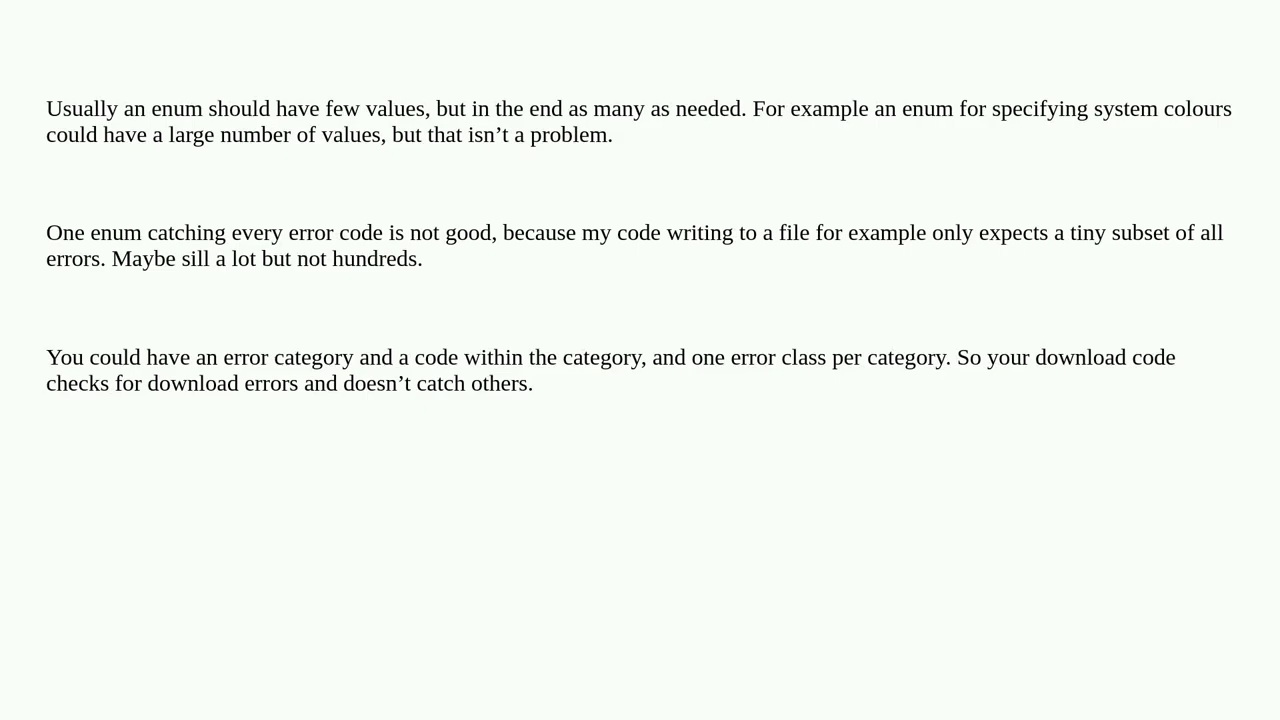 Usually an enum should have few values, but in the end as many as needed. For example an enum for specifying system colours
could have a large number of values, but that isn’t a problem.
One enum catching every error code is not good, because my code writing to a file for example only expects a tiny subset of all
errors. Maybe sill a lot but not hundreds.
You could have an error category and a code within the category, and one error class per category. So your download code
checks for download errors and doesn’t catch others.